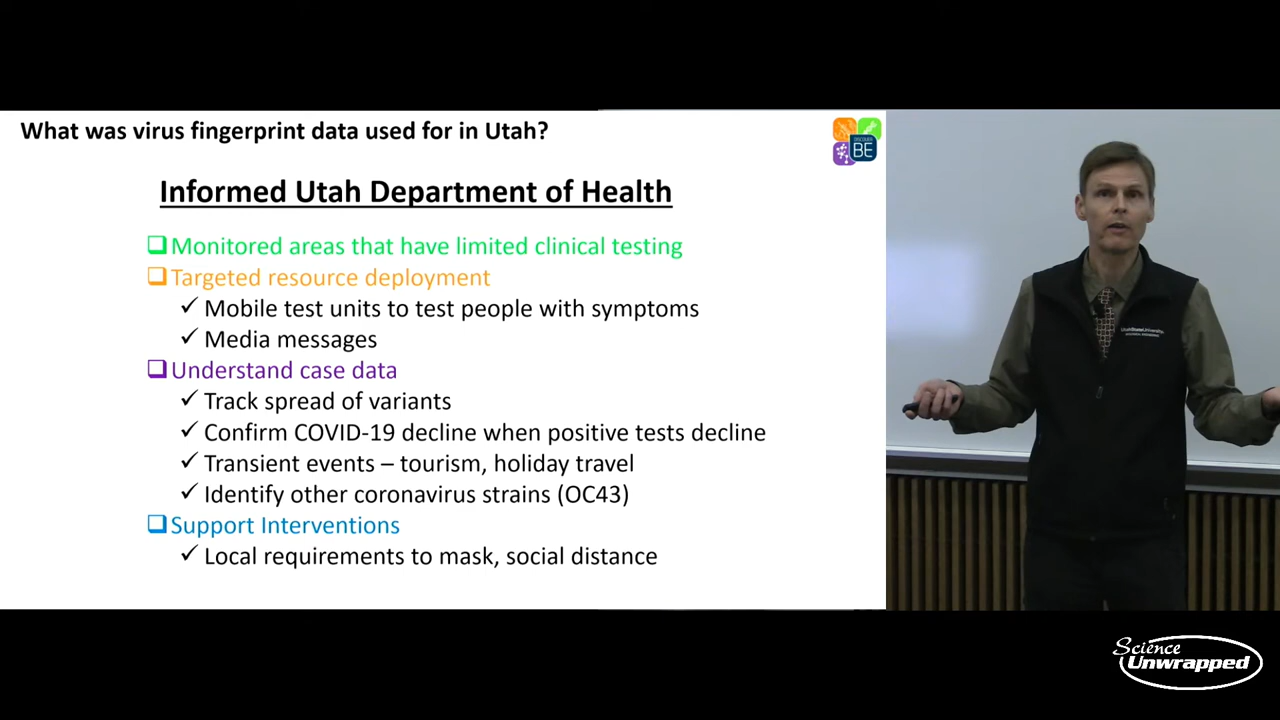 What was virus fingerprint data used for in Utah?
DISCOVER
BE
Informed Utah Department of Health
Monitored areas that have limited clinical testing
Targeted resource deployment
Mobile test units to test people with symptoms
Media messages
Understand case data
Track spread of variants
Confirm COVID-19 decline when positive tests decline
Transient events – tourism, holiday travel
Identify other coronavirus strains (OC43)
Support Interventions
Local requirements to mask, social distance
UtahStateUniversity
Science
Unwrapped